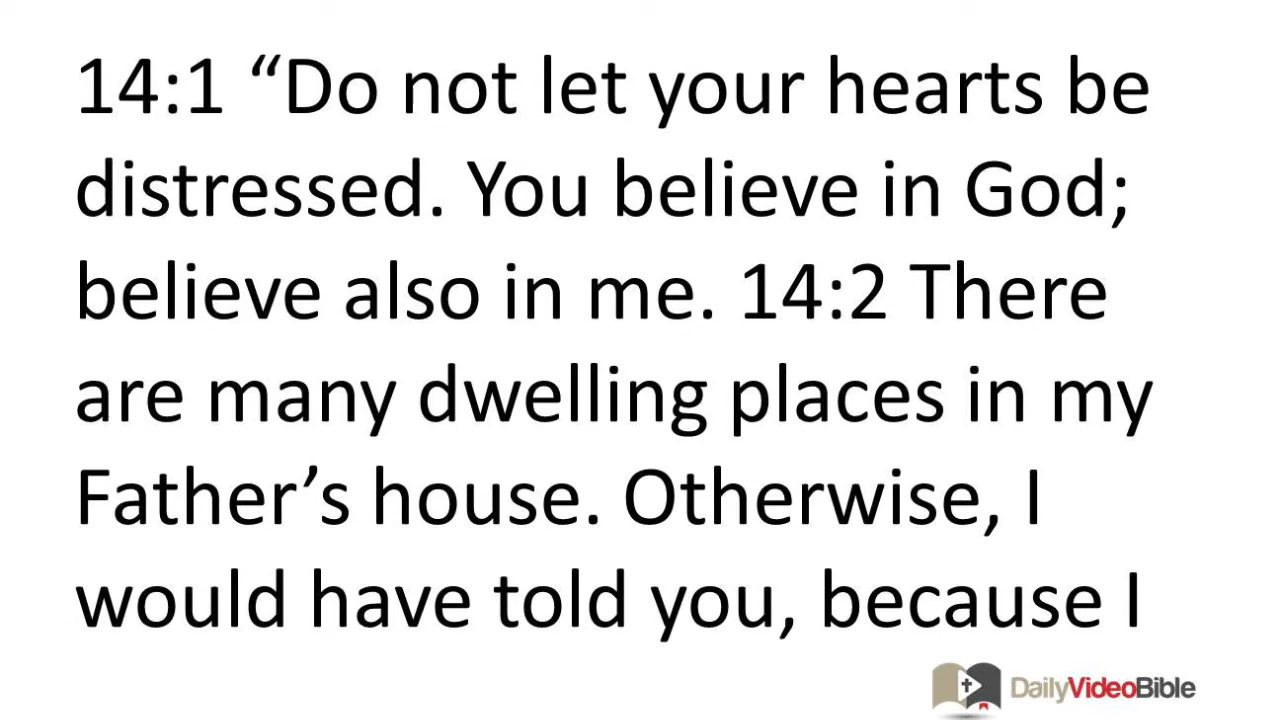 14:1 “Do not let your hearts be
distressed. You believe in God;
believe also in me. 14:2 There
are many dwelling places in my
Father’s house. Otherwise, I
would have told you, because I
DailyVideoBible